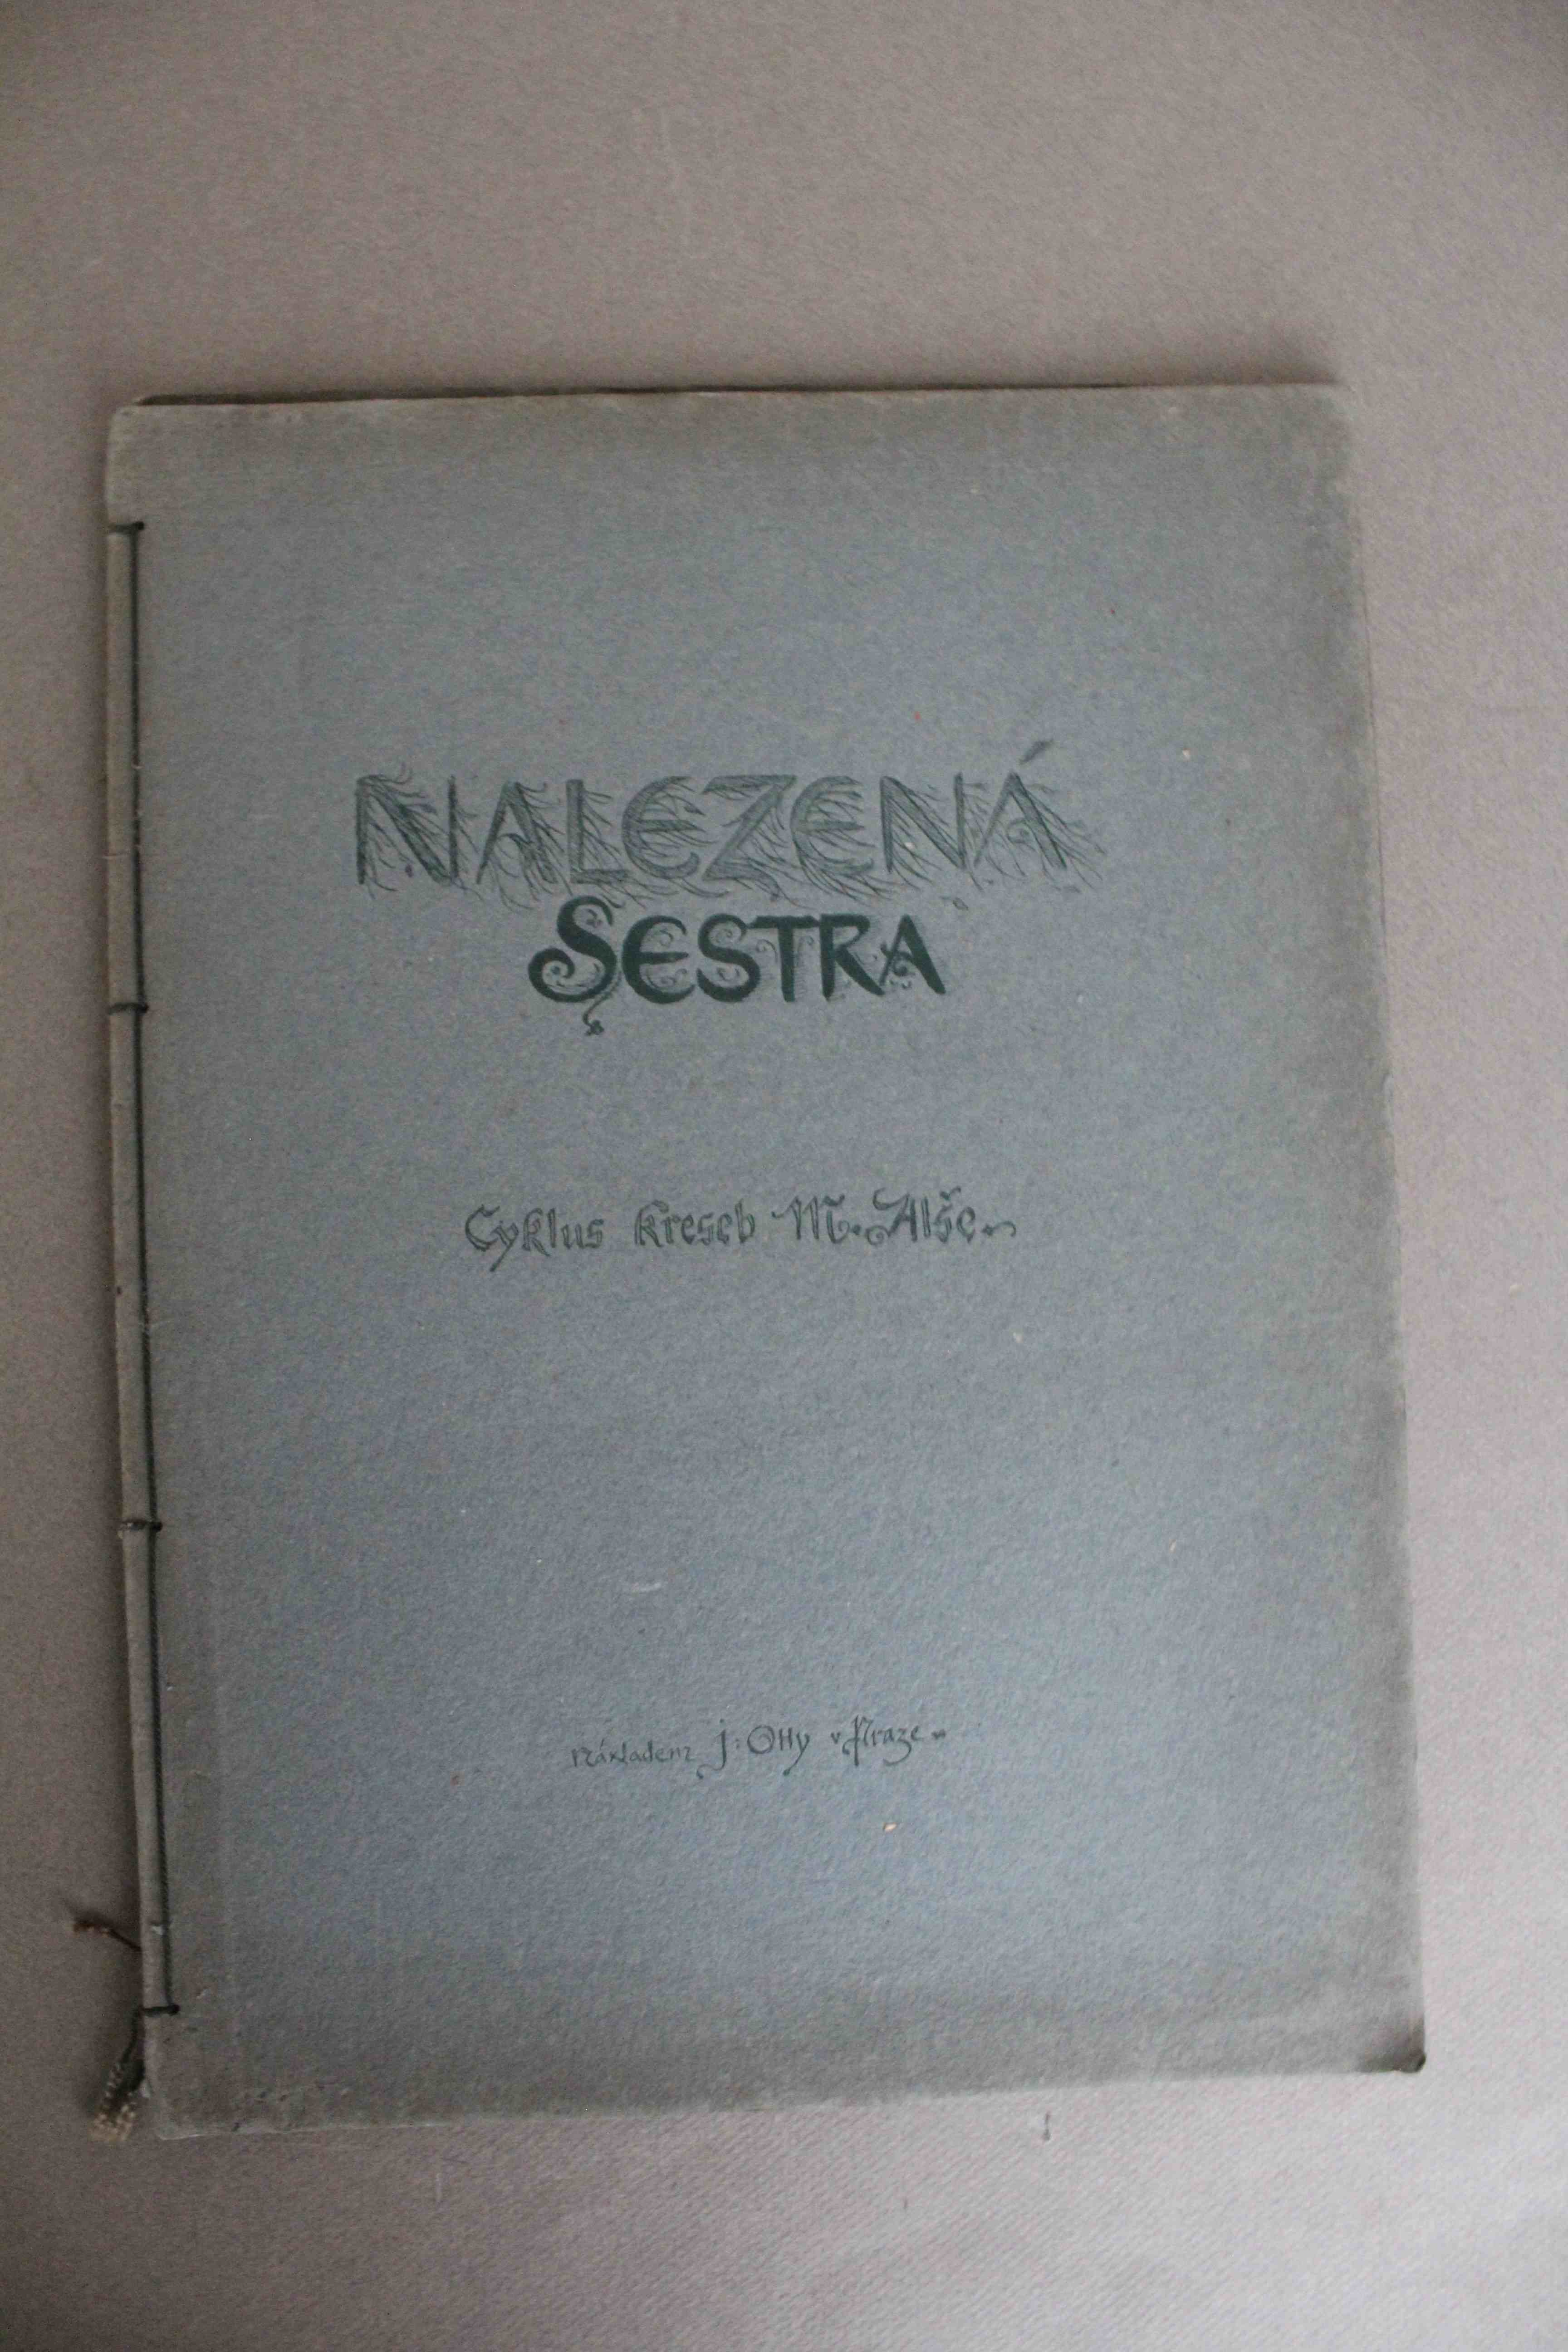 NALEZENÁ
SESTRA
Cyklus kreseb M. Alše.
nákladem J. Otty v Praze